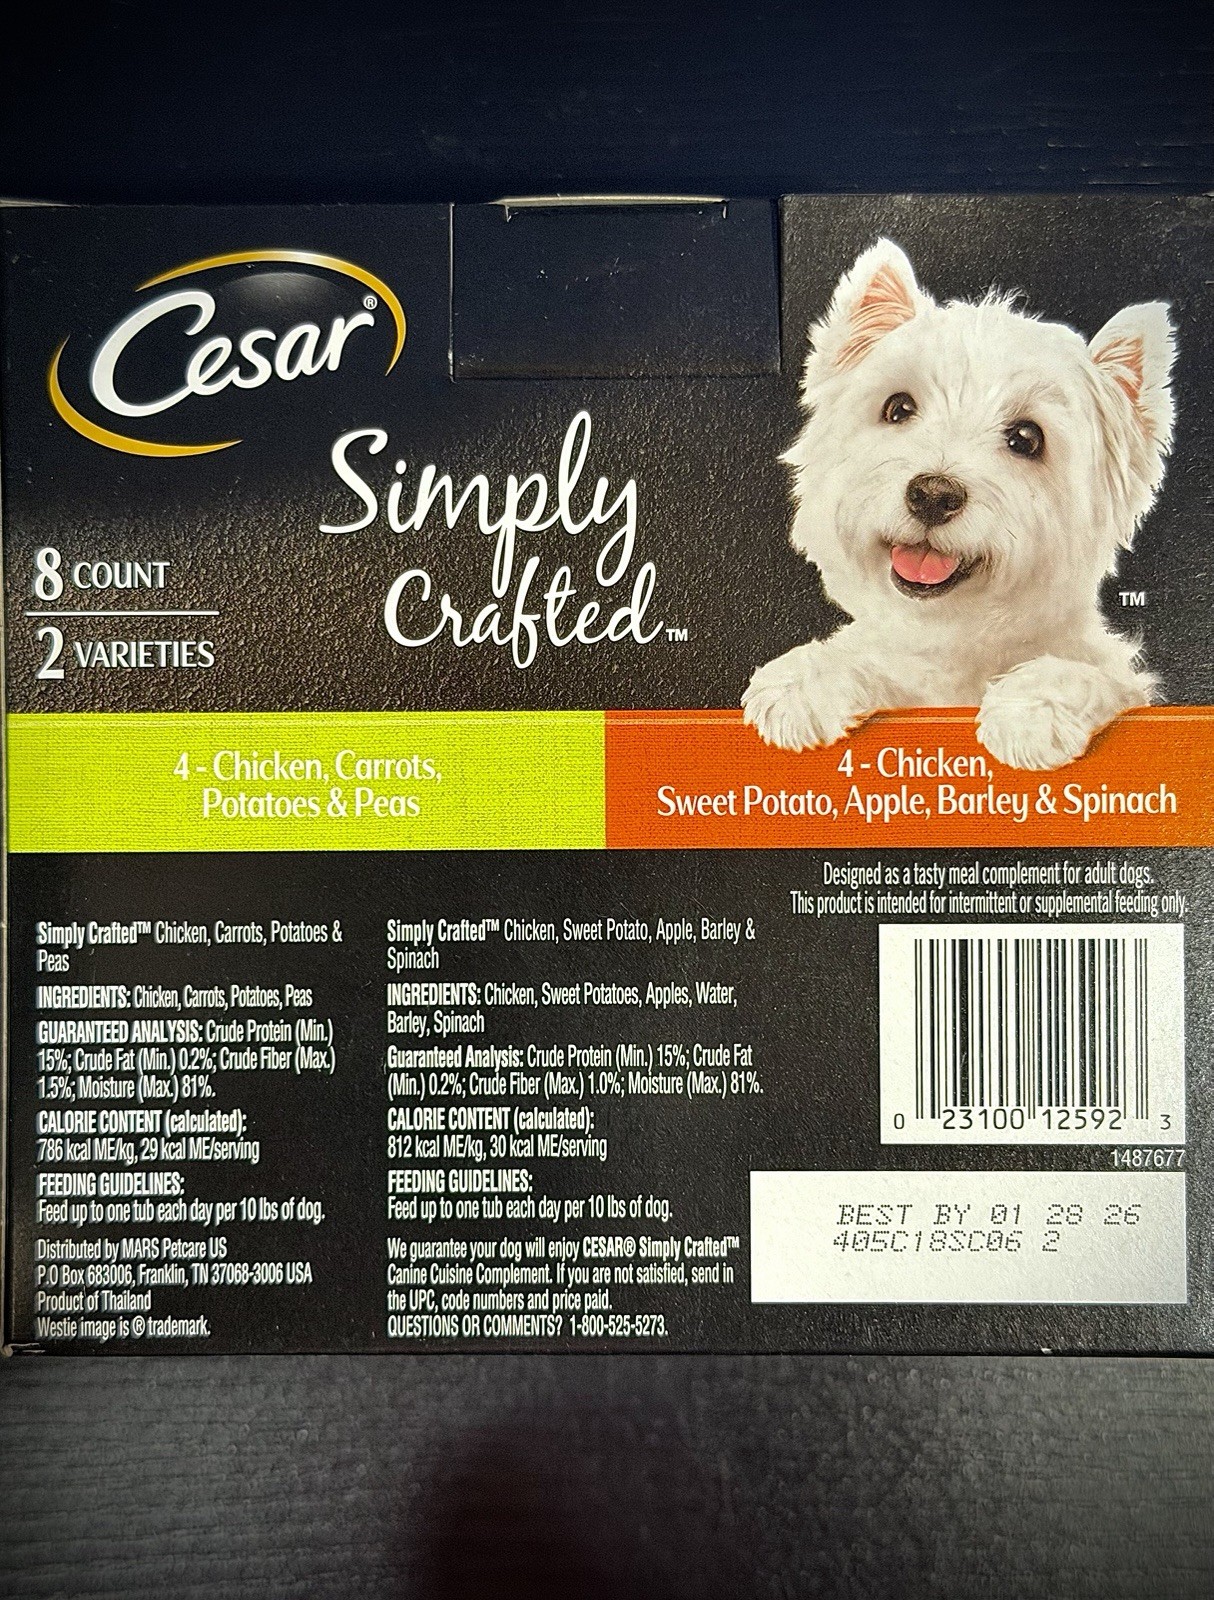 Cesar®
Simply
Crafted™
8 COUNT
2 VARIETIES
TM
4 - Chicken, Carrots,
Potatoes & Peas
4 - Chicken,
Sweet Potato, Apple, Barley & Spinach
Designed as a tasty meal complement for adult dogs.
This product is intended for intermittent or supplemental feeding only.
Simply Crafted™ Chicken, Carrots, Potatoes &
Peas
INGREDIENTS: Chicken, Carrots, Potatoes, Peas
GUARANTEED ANALYSIS: Crude Protein (Min.)
15%; Crude Fat (Min.) 0.2%; Crude Fiber (Max.)
1.5%; Moisture (Max.) 81%.
CALORIE CONTENT (calculated):
786 kcal ME/kg, 29 kcal ME/serving
FEEDING GUIDELINES:
Feed up to one tub each day per 10 lbs of dog.
Distributed by MARS Petcare US
P.O Box 683006, Franklin, TN 37068-3006 USA
Product of Thailand
Westie image is ® trademark.
Simply Crafted™ Chicken, Sweet Potato, Apple, Barley &
Spinach
INGREDIENTS: Chicken, Sweet Potatoes, Apples, Water,
Barley, Spinach
Guaranteed Analysis: Crude Protein (Min.) 15%; Crude Fat
(Min.) 0.2%; Crude Fiber (Max.) 1.0%; Moisture (Max.) 81%.
CALORIE CONTENT (calculated):
812 kcal ME/kg, 30 kcal ME/serving
FEEDING GUIDELINES:
Feed up to one tub each day per 10 lbs of dog.
We guarantee your dog will enjoy CESAR® Simply Crafted™
Canine Cuisine Complement. If you are not satisfied, send in
the UPC, code numbers and price paid.
QUESTIONS OR COMMENTS? 1-800-525-5273.
0 23100 12592 3
1487677
BEST BY 01 28 26
405C18SC06 2